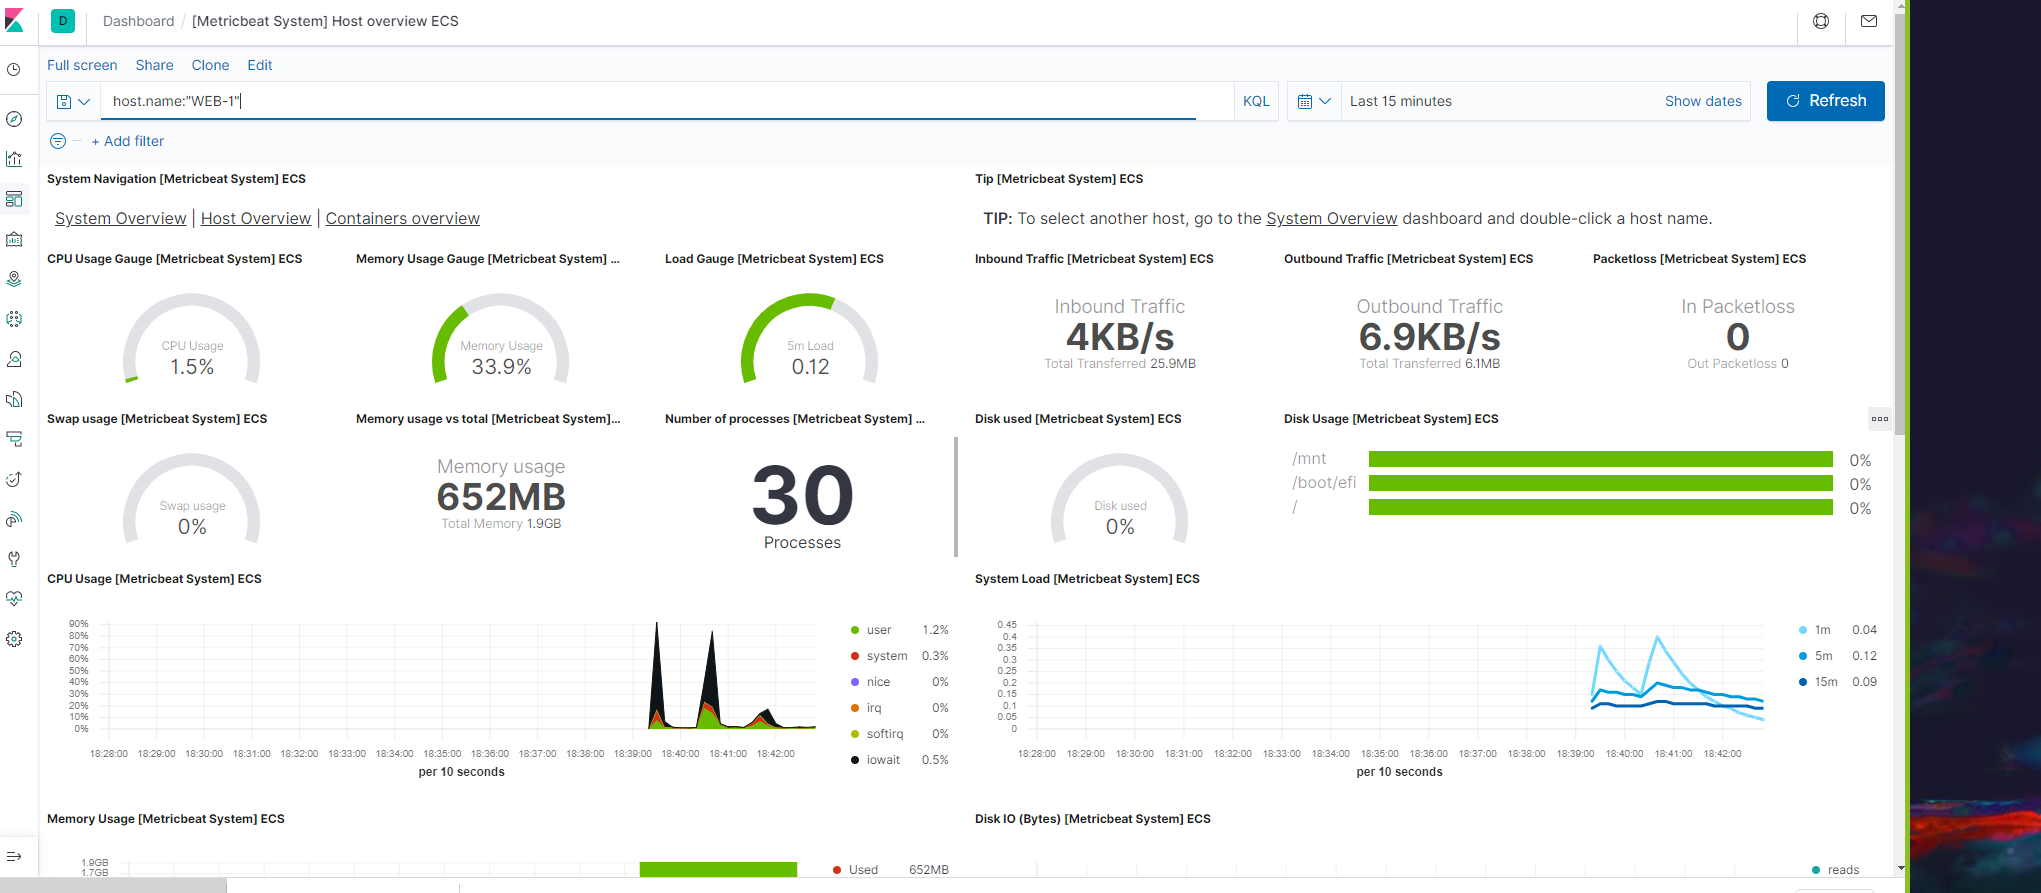 D Dashboard / [Metricbeat System] Host overview ECS
Full screen Share Clone Edit
host.name:"WEB-1" KQL Last 15 minutes Show dates Refresh
+ Add filter
System Navigation [Metricbeat System] ECS
System Overview | Host Overview | Containers overview
Tip [Metricbeat System] ECS
TIP: To select another host, go to the System Overview dashboard and double-click a host name.
CPU Usage Gauge [Metricbeat System] ECS
CPU Usage
1.5%
Memory Usage Gauge [Metricbeat System] ...
Memory Usage
33.9%
Load Gauge [Metricbeat System] ECS
5m Load
0.12
Inbound Traffic [Metricbeat System] ECS
Inbound Traffic
4KB/s
Total Transferred 25.9MB
Outbound Traffic [Metricbeat System] ECS
Outbound Traffic
6.9KB/s
Total Transferred 6.1MB
Packetloss [Metricbeat System] ECS
In Packetloss
0
Out Packetloss 0
Swap usage [Metricbeat System] ECS
Swap usage
0%
Memory usage vs total [Metricbeat System]...
Memory usage
652MB
Total Memory 1.9GB
Number of processes [Metricbeat System] ...
30
Processes
Disk used [Metricbeat System] ECS
Disk used
0%
Disk Usage [Metricbeat System] ECS
/mnt 0%
/boot/efi 0%
/ 0%
CPU Usage [Metricbeat System] ECS
90%
80%
70%
60%
50%
40%
30%
20%
10%
0%
18:28:00 18:29:00 18:30:00 18:31:00 18:32:00 18:33:00 18:34:00 18:35:00 18:36:00 18:37:00 18:38:00 18:39:00 18:40:00 18:41:00 18:42:00
per 10 seconds
user 1.2%
system 0.3%
nice 0%
irq 0%
softirq 0%
iowait 0.5%
System Load [Metricbeat System] ECS
0.45
0.4
0.35
0.3
0.25
0.2
0.15
0.1
0.05
0
18:28:00 18:29:00 18:30:00 18:31:00 18:32:00 18:33:00 18:34:00 18:35:00 18:36:00 18:37:00 18:38:00 18:39:00 18:40:00 18:41:00 18:42:00
per 10 seconds
1m 0.04
5m 0.12
15m 0.09
Memory Usage [Metricbeat System] ECS
1.9GB
1.7GB
Used 652MB
Disk IO (Bytes) [Metricbeat System] ECS
reads